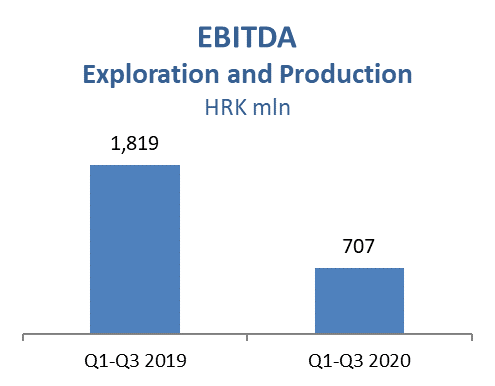 EBITDA
Exploration and Production
HRK mln
1,819
707
Q1-Q3 2019
Q1-Q3 2020